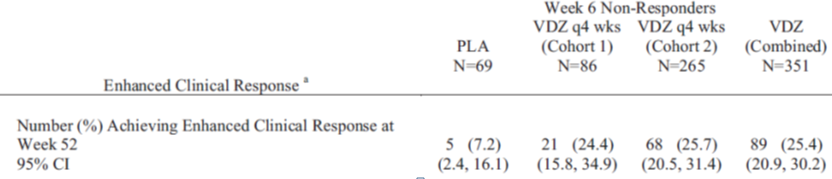 Week 6 Non-Responders
VDZ q4 wks VDZ q4 wks VDZ
PLA (Cohort 1) (Cohort 2) (Combined)
N=69 N=86 N=265 N=351
Enhanced Clinical Response a
Number (%) Achieving Enhanced Clinical Response at
Week 52 5 (7.2) 21 (24.4) 68 (25.7) 89 (25.4)
95% CI (2.4, 16.1) (15.8, 34.9) (20.5, 31.4) (20.9, 30.2)